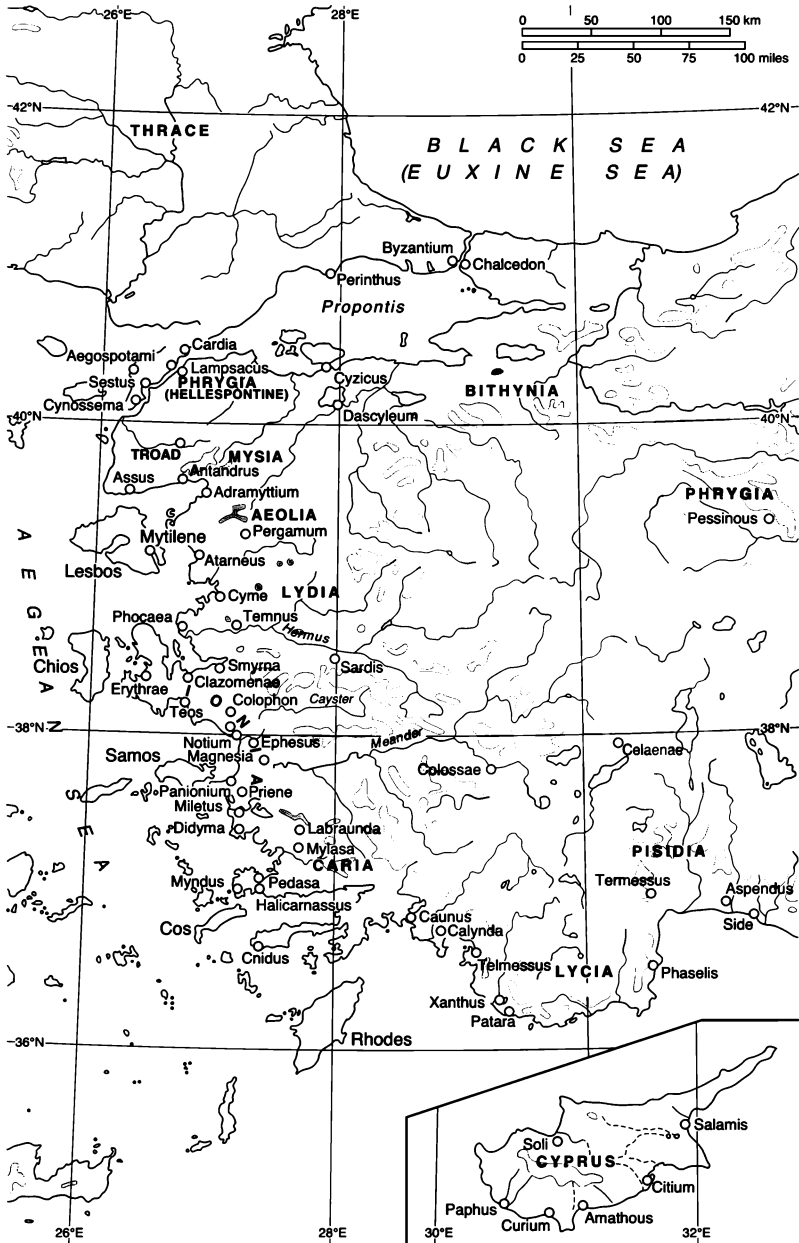 26°E
28°E
0 50 100 150 km
0 25 50 75 100 miles
42°N
42°N
THRACE
BLACK SEA
(EUXINE SEA)
Byzantium
Chalcedon
Perinthus
Propontis
Cardia
Aegospotami
Lampsacus
Sestus
PHRYGIA
(HELLESPONTINE)
Cyzicus
BITHYNIA
Cynossema
Dascyleum
40°N
40°N
TROAD
MYSIA
Antandrus
Assus
Adramyttium
PHRYGIA
Pessinous
AEOLIA
Pergamum
Mytilene
Atarneus
Lesbos
LYDIA
Cyme
Phocaea
Temnus
Hermus
AEGEAN
SEA
Chios
Smyrna
Sardis
Clazomenae
Erythrae
Colophon
Cayster
Teos
IONIA
38°N
38°N
Notium
Ephesus
Meander
Celaenae
Samos
Magnesia
Colossae
Panionium
Priene
Miletus
Didyma
Labraunda
Mylasa
CARIA
PISIDIA
Myndus
Pedasa
Termessus
Aspendus
Halicarnassus
Side
Cos
Caunus
Calynda
Cnidus
Telmessus
LYCIA
Phaselis
Xanthus
Patara
36°N
Rhodes
Salamis
Soli
CYPRUS
Citium
Paphus
Curium
Amathous
26°E
28°E
30°E
32°E